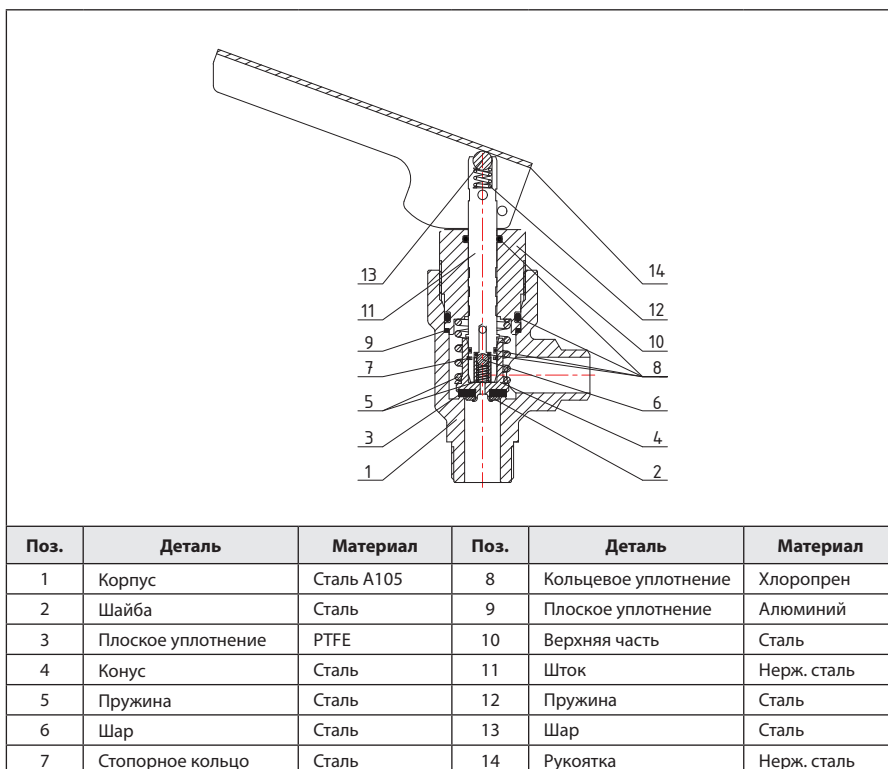 13 14
11 12
9 10
7 8
5 6
3 4
1 2
Поз. Деталь Материал Поз. Деталь Материал
1 Корпус Сталь A105 8 Кольцевое уплотнение Хлоропрен
2 Шайба Сталь 9 Плоское уплотнение Алюминий
3 Плоское уплотнение PTFE 10 Верхняя часть Сталь
4 Конус Сталь 11 Шток Нерж. сталь
5 Пружина Сталь 12 Пружина Сталь
6 Шар Сталь 13 Шар Сталь
7 Стопорное кольцо Сталь 14 Рукоятка Нерж. сталь